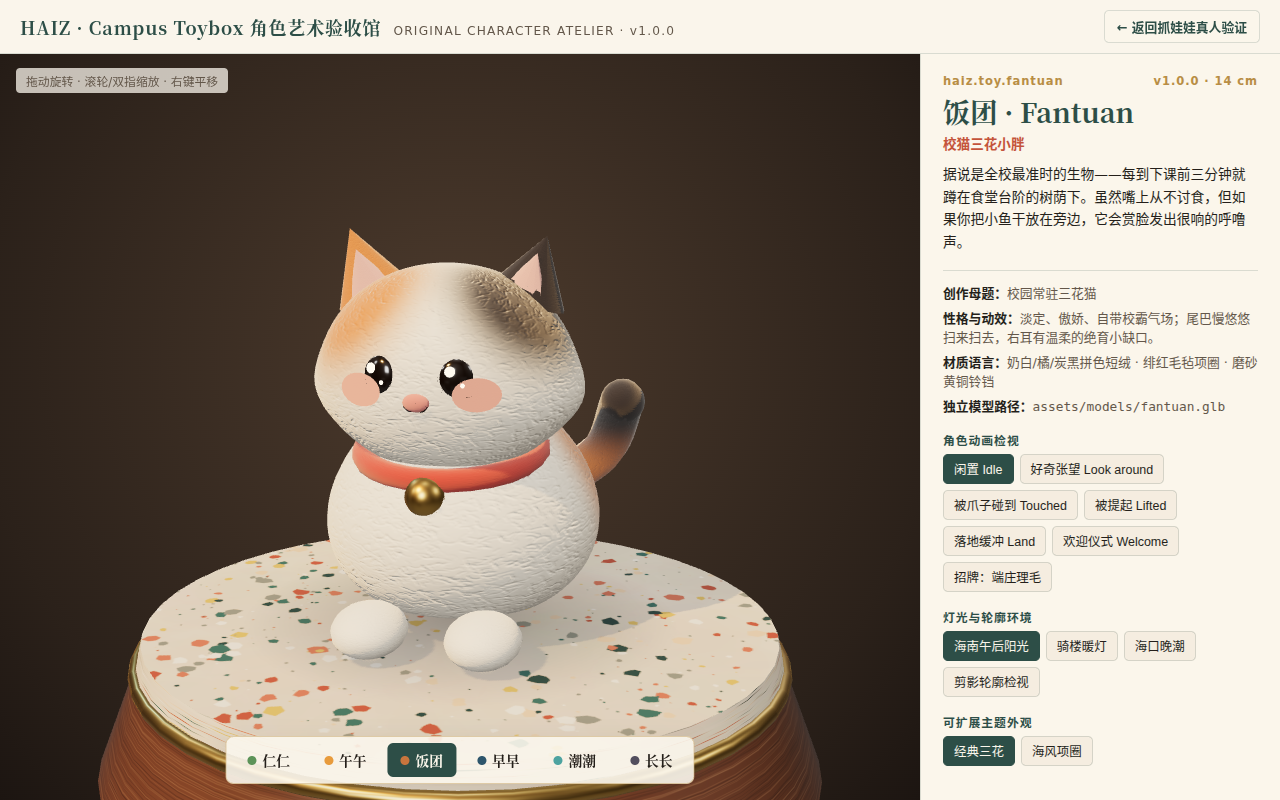 HAIZ · Campus Toybox 角色艺术验收馆 ORIGINAL CHARACTER ATELIER · v1.0.0
← 返回抓娃娃真人验证
拖动旋转 · 滚轮/双指缩放 · 右键平移
haiz.toy.fantuan v1.0.0 · 14 cm
饭团 · Fantuan
校猫三花小胖
据说是全校最准时的生物——每到下课前三分钟就
蹲在食堂台阶的树荫下。虽然嘴上从不讨食，但如
果你把小鱼干放在旁边，它会赏脸发出很响的呼噜
声。
创作母题：校园常驻三花猫
性格与动效：淡定、傲娇、自带校霸气场；尾巴慢悠悠
扫来扫去，右耳有温柔的绝育小缺口。
材质语言：奶白/橘/炭黑拼色短绒 · 绯红毛毡项圈 · 磨砂
黄铜铃铛
独立模型路径：assets/models/fantuan.glb
角色动画检视
闲置 Idle 好奇张望 Look around
被爪子碰到 Touched 被提起 Lifted
落地缓冲 Land 欢迎仪式 Welcome
招牌：端庄理毛
灯光与轮廓环境
海南午后阳光 骑楼暖灯 海口晚潮
剪影轮廓检视
可扩展主题外观
经典三花 海风项圈
仁仁 午午 饭团 早早 潮潮 长长